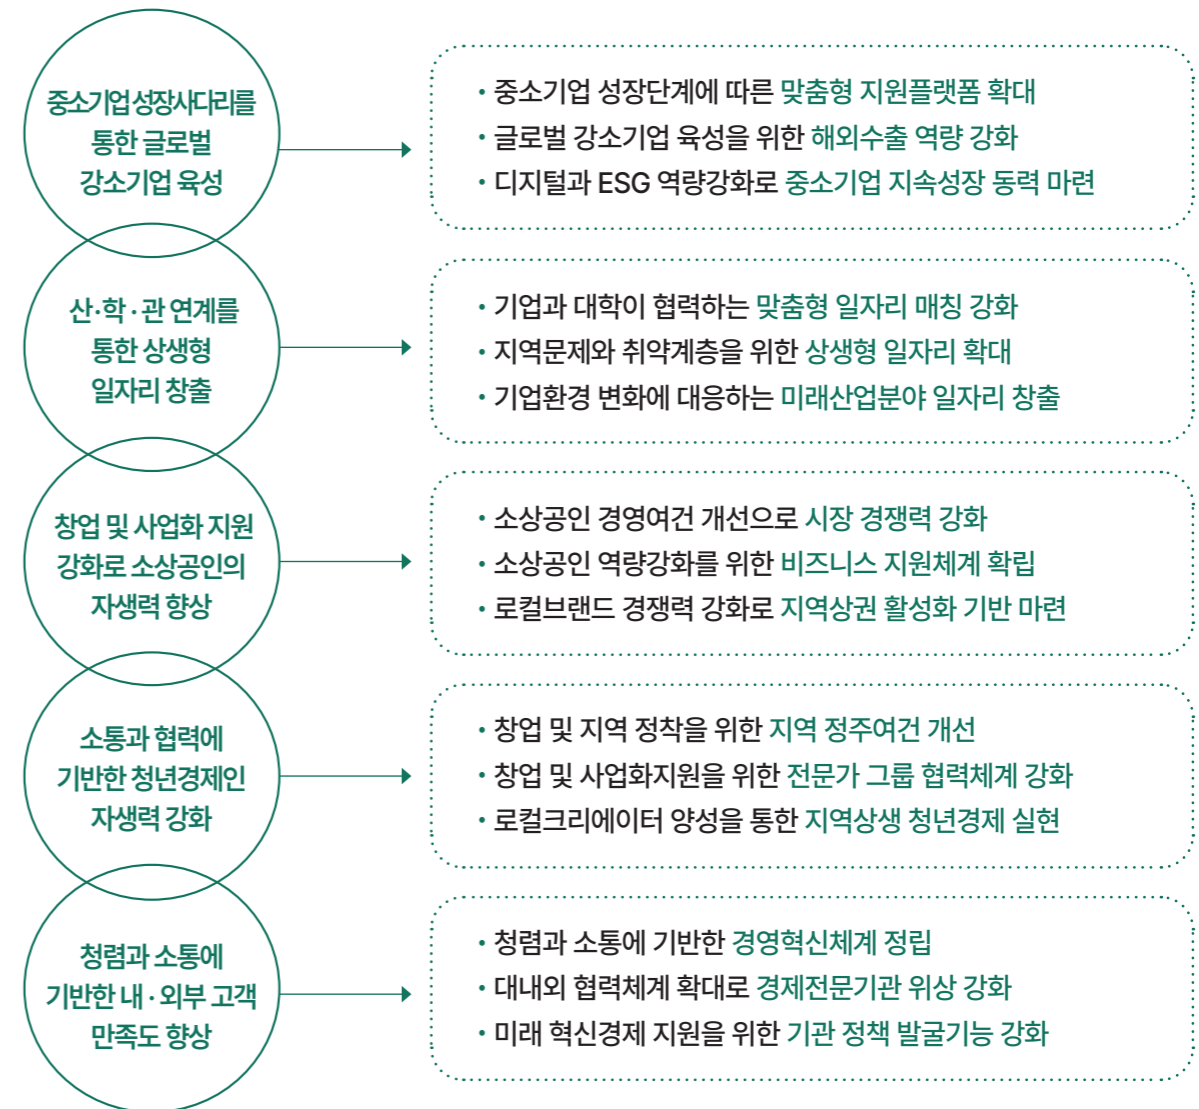 중소기업 성장사다리를
통한 글로벌
강소기업 육성
• 중소기업 성장단계에 따른 맞춤형 지원플랫폼 확대
• 글로벌 강소기업 육성을 위한 해외수출 역량 강화
• 디지털과 ESG 역량강화로 중소기업 지속성장 동력 마련
산·학·관 연계를
통한 상생형
일자리 창출
• 기업과 대학이 협력하는 맞춤형 일자리 매칭 강화
• 지역문제와 취약계층을 위한 상생형 일자리 확대
• 기업환경 변화에 대응하는 미래산업분야 일자리 창출
창업 및 사업화 지원
강화로 소상공인의
자생력 향상
• 소상공인 경영여건 개선으로 시장 경쟁력 강화
• 소상공인 역량강화를 위한 비즈니스 지원체계 확립
• 로컬브랜드 경쟁력 강화로 지역상권 활성화 기반 마련
소통과 협력에
기반한 청년경제인
자생력 강화
• 창업 및 지역 정착을 위한 지역 정주여건 개선
• 창업 및 사업화지원을 위한 전문가 그룹 협력체계 강화
• 로컬크리에이터 양성을 통한 지역상생 청년경제 실현
청렴과 소통에
기반한 내·외부 고객
만족도 향상
• 청렴과 소통에 기반한 경영혁신체계 정립
• 대내외 협력체계 확대로 경제전문기관 위상 강화
• 미래 혁신경제 지원을 위한 기관 정책 발굴기능 강화